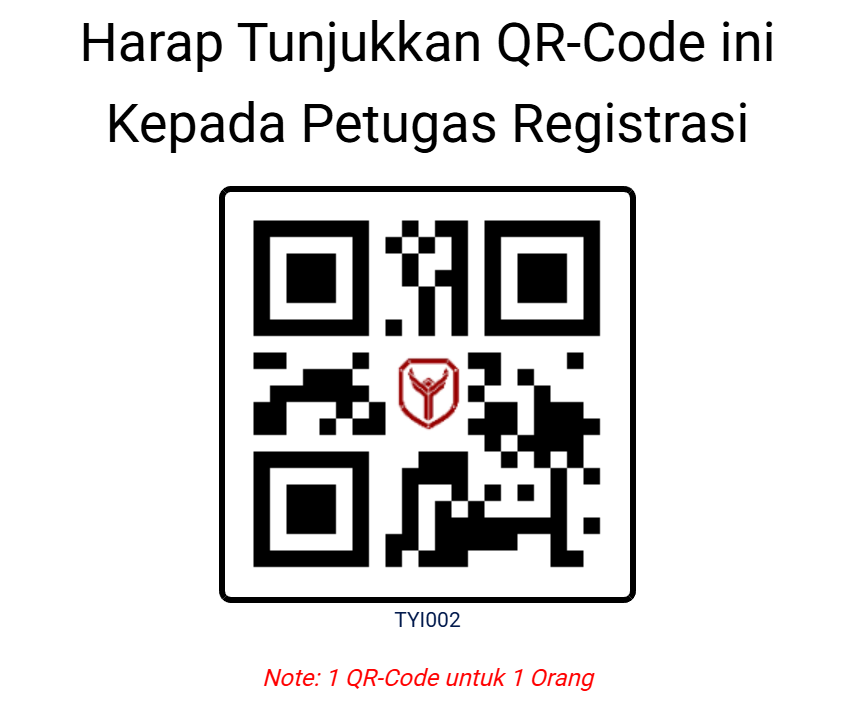 Harap Tunjukkan QR-Code ini
Kepada Petugas Registrasi
TYI002
Note: 1 QR-Code untuk 1 Orang